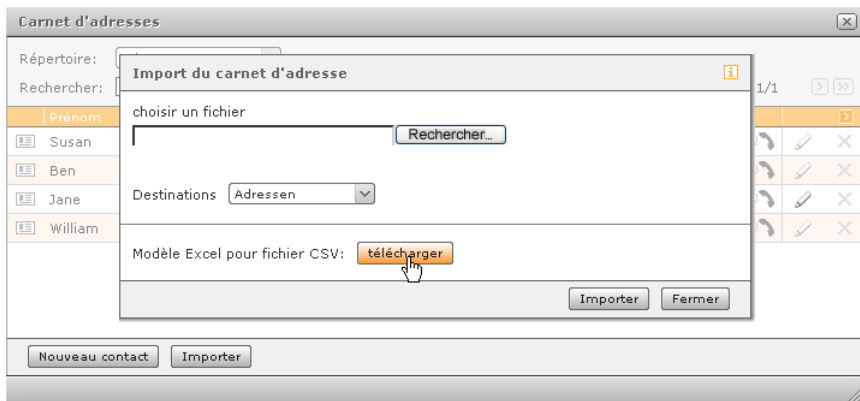 Carnet d'adresses
Répertoire:
Import du carnet d'adresse
Rechercher:
1/1
choisir un fichier
Prénom
Rechercher...
Susan
Ben
Destinations Adressen
Jane
William
Modèle Excel pour fichier CSV: télécharger
Importer Fermer
Nouveau contact Importer